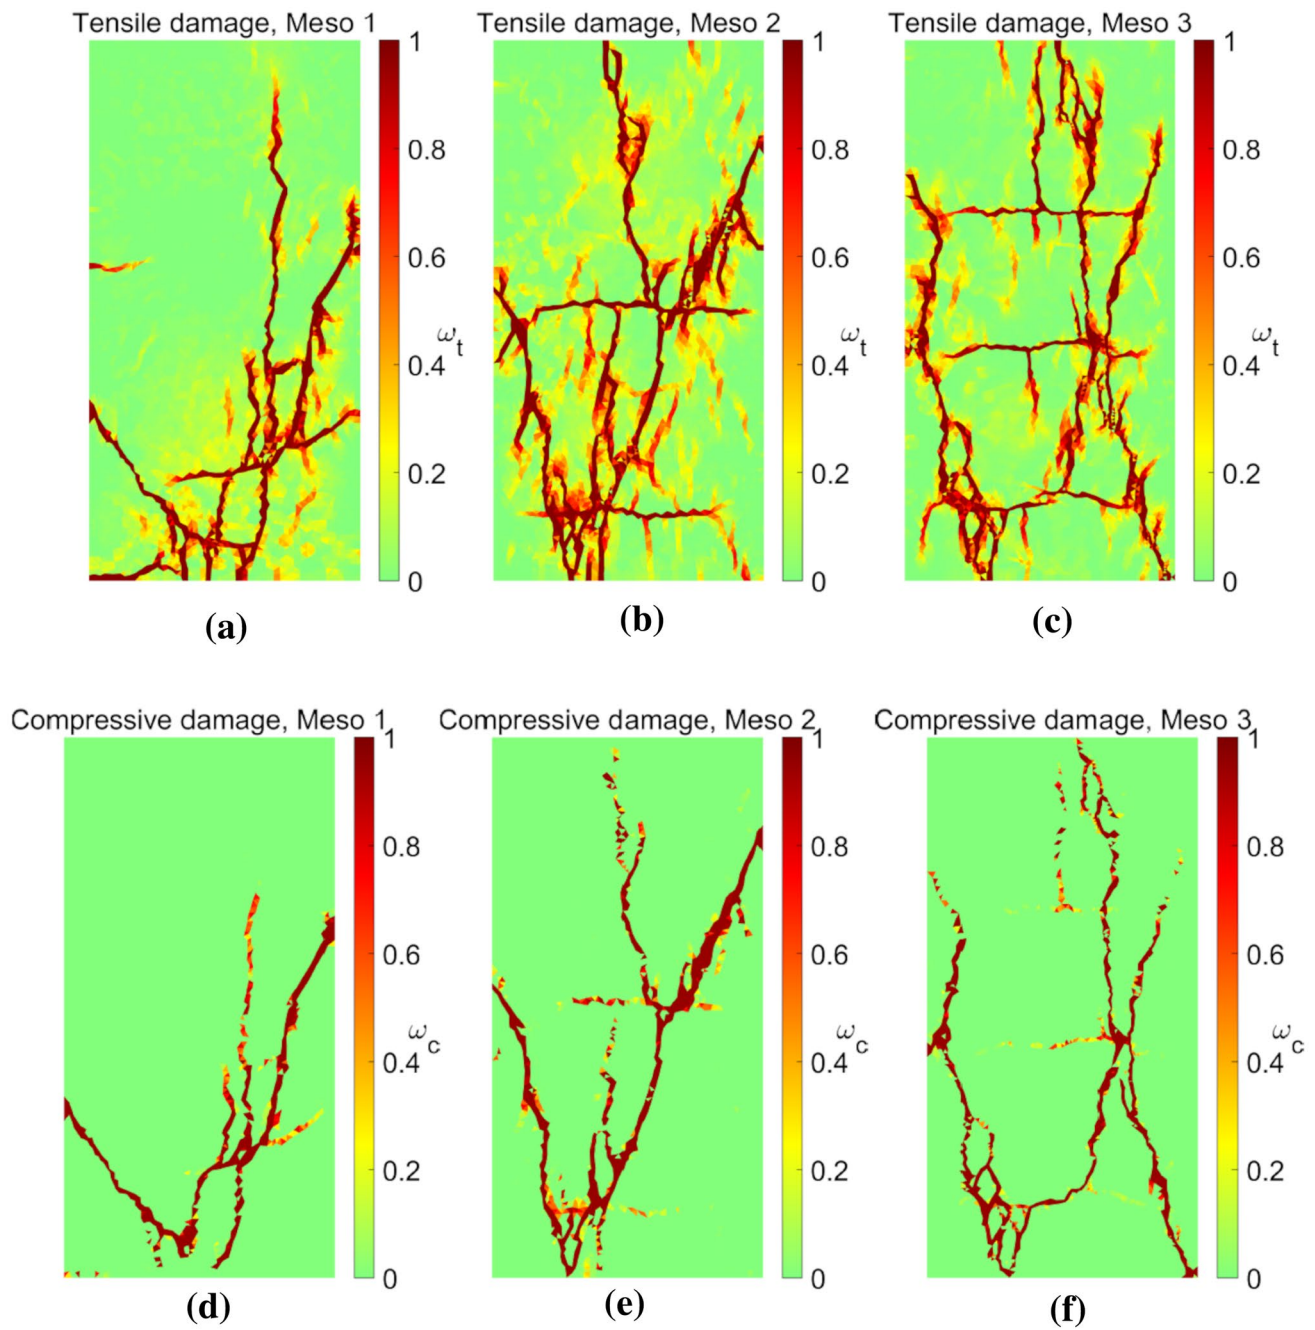 Tensile damage, Meso 1
Tensile damage, Meso 2
Tensile damage, Meso 3
1
0.8
0.6
ωt
0.4
0.2
0
1
0.8
0.6
ωt
0.4
0.2
0
1
0.8
0.6
ωt
0.4
0.2
0
(a)
(b)
(c)
Compressive damage, Meso 1
Compressive damage, Meso 2
Compressive damage, Meso 3
1
0.8
0.6
ωc
0.4
0.2
0
1
0.8
0.6
ωc
0.4
0.2
0
1
0.8
0.6
ωc
0.4
0.2
0
(d)
(e)
(f)